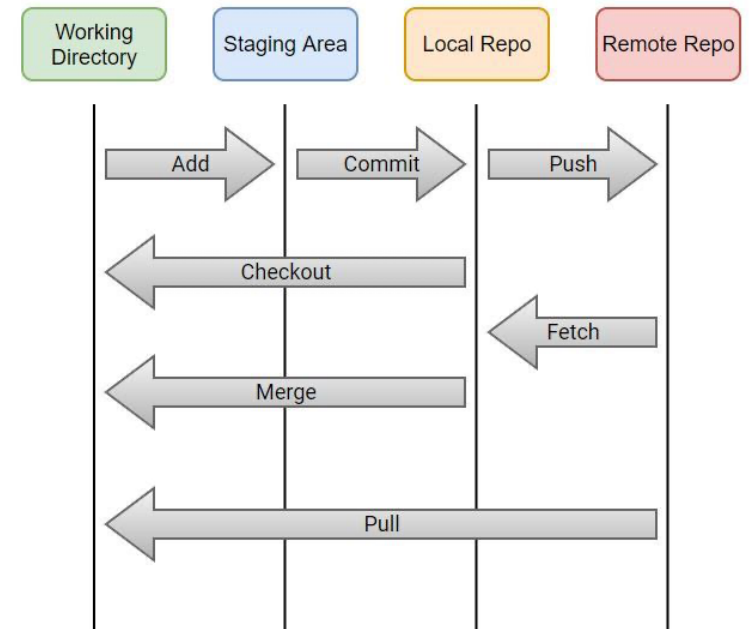 Working
Directory
Staging Area
Local Repo
Remote Repo
Add
Commit
Push
Checkout
Fetch
Merge
Pull